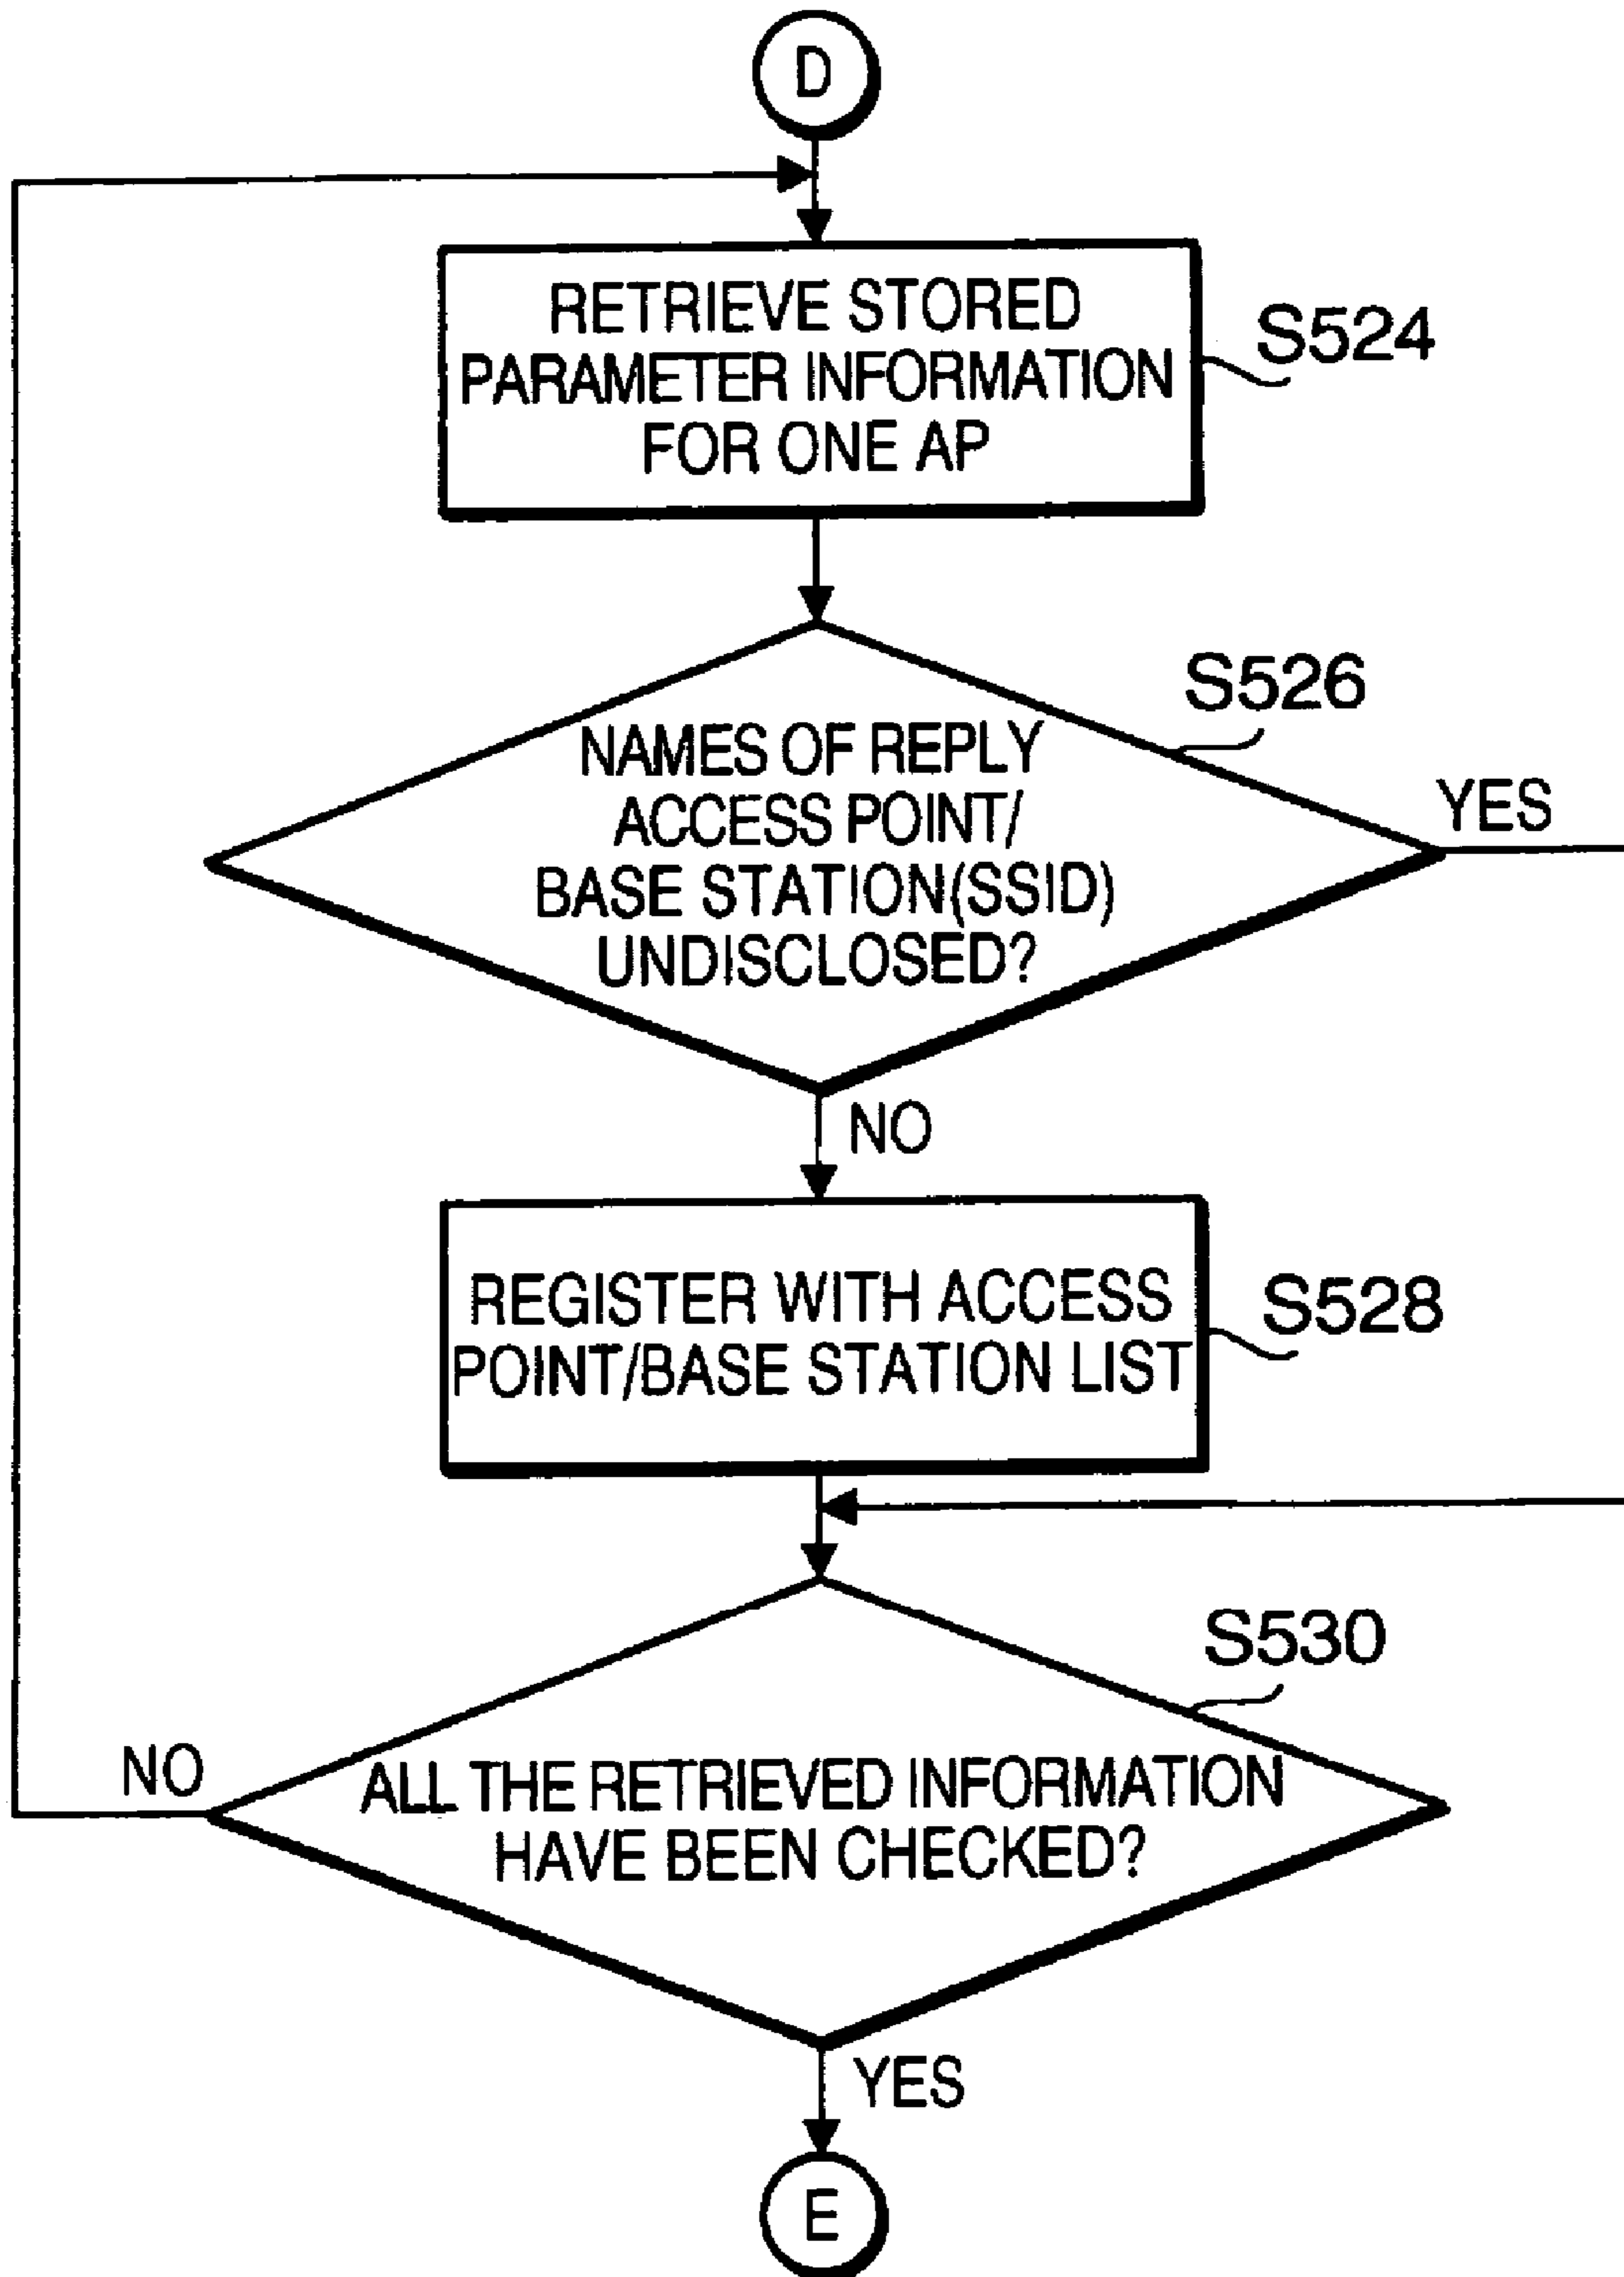 D
RETRIEVE STORED
PARAMETER INFORMATION
FOR ONE AP
S524
S526
NAMES OF REPLY
ACCESS POINT/
BASE STATION(SSID)
UNDISCLOSED?
YES
NO
REGISTER WITH ACCESS
POINT/BASE STATION LIST
S528
S530
NO
ALL THE RETRIEVED INFORMATION
HAVE BEEN CHECKED?
YES
E